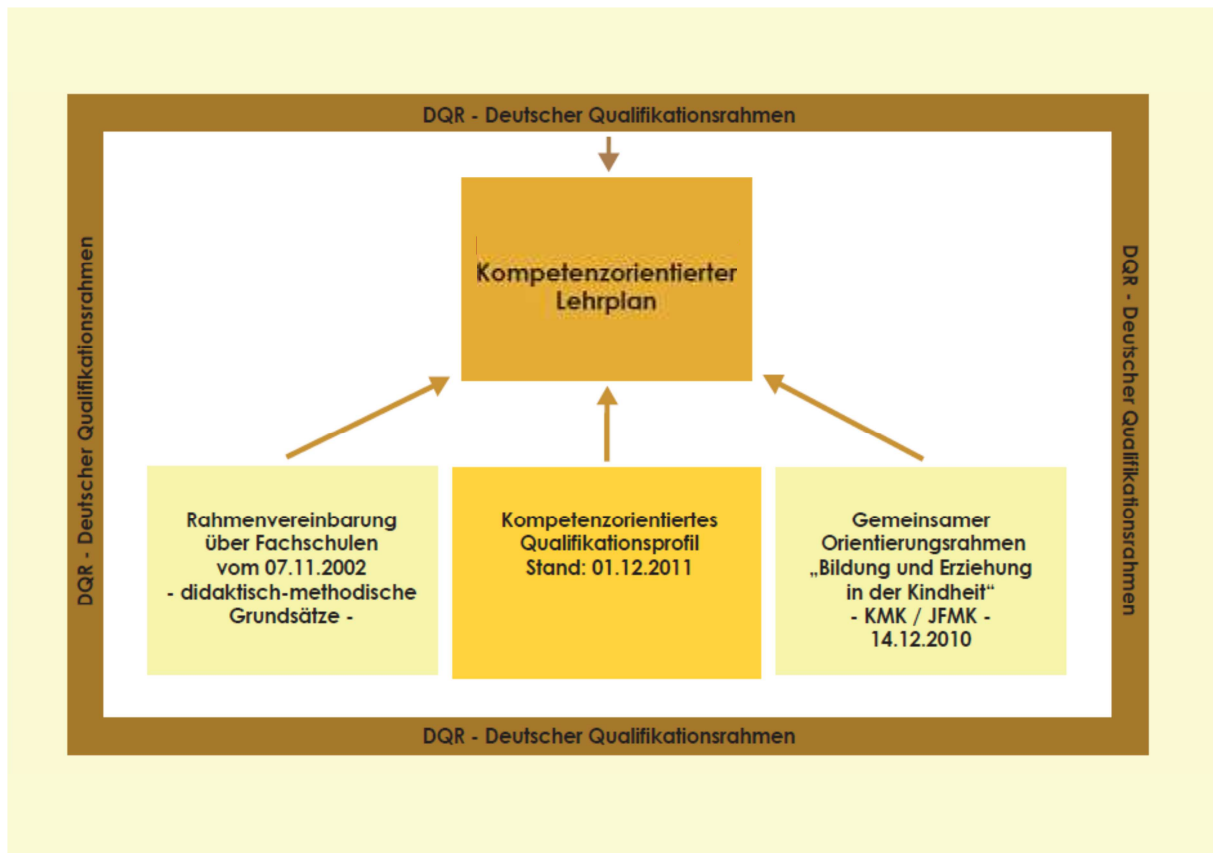 DQR - Deutscher Qualifikationsrahmen
DQR - Deutscher Qualifikationsrahmen
DQR - Deutscher Qualifikationsrahmen
Kompetenzorientierter
Lehrplan
Rahmenvereinbarung
über Fachschulen
vom 07.11.2002
- didaktisch-methodische
Grundsätze -
Kompetenzorientiertes
Qualifikationsprofil
Stand: 01.12.2011
Gemeinsamer
Orientierungsrahmen
„Bildung und Erziehung
in der Kindheit“
- KMK / JFMK -
14.12.2010
DQR - Deutscher Qualifikationsrahmen